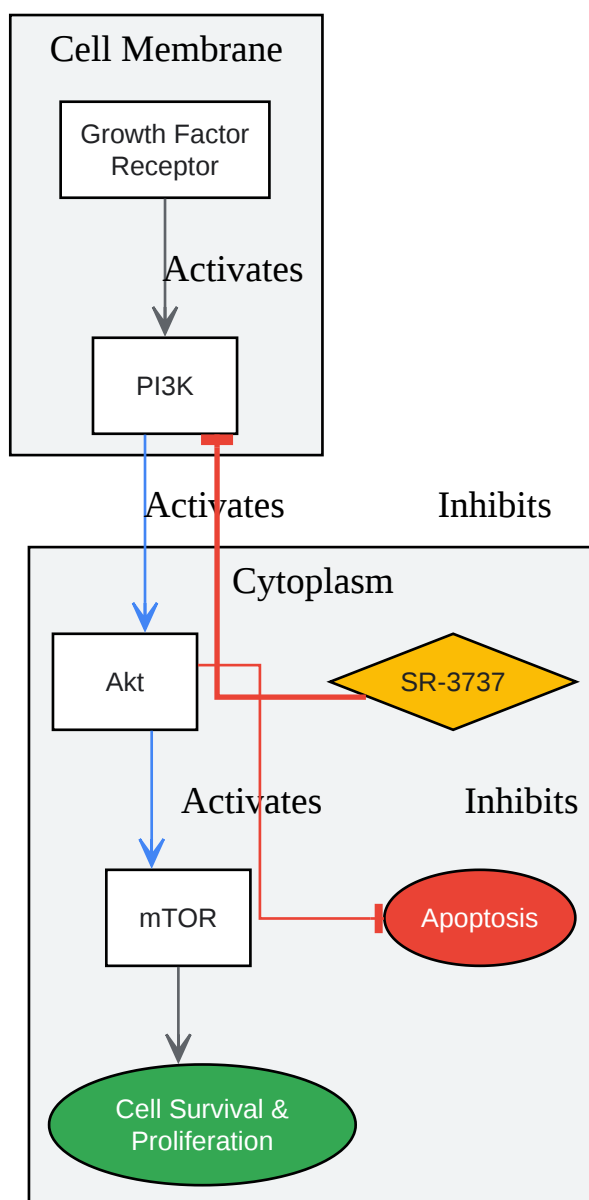 Cell Membrane
Growth Factor
Receptor
Activates
PI3K
Activates
Inhibits
Cytoplasm
Akt
SR-3737
Activates
Inhibits
mTOR
Apoptosis
Cell Survival &
Proliferation